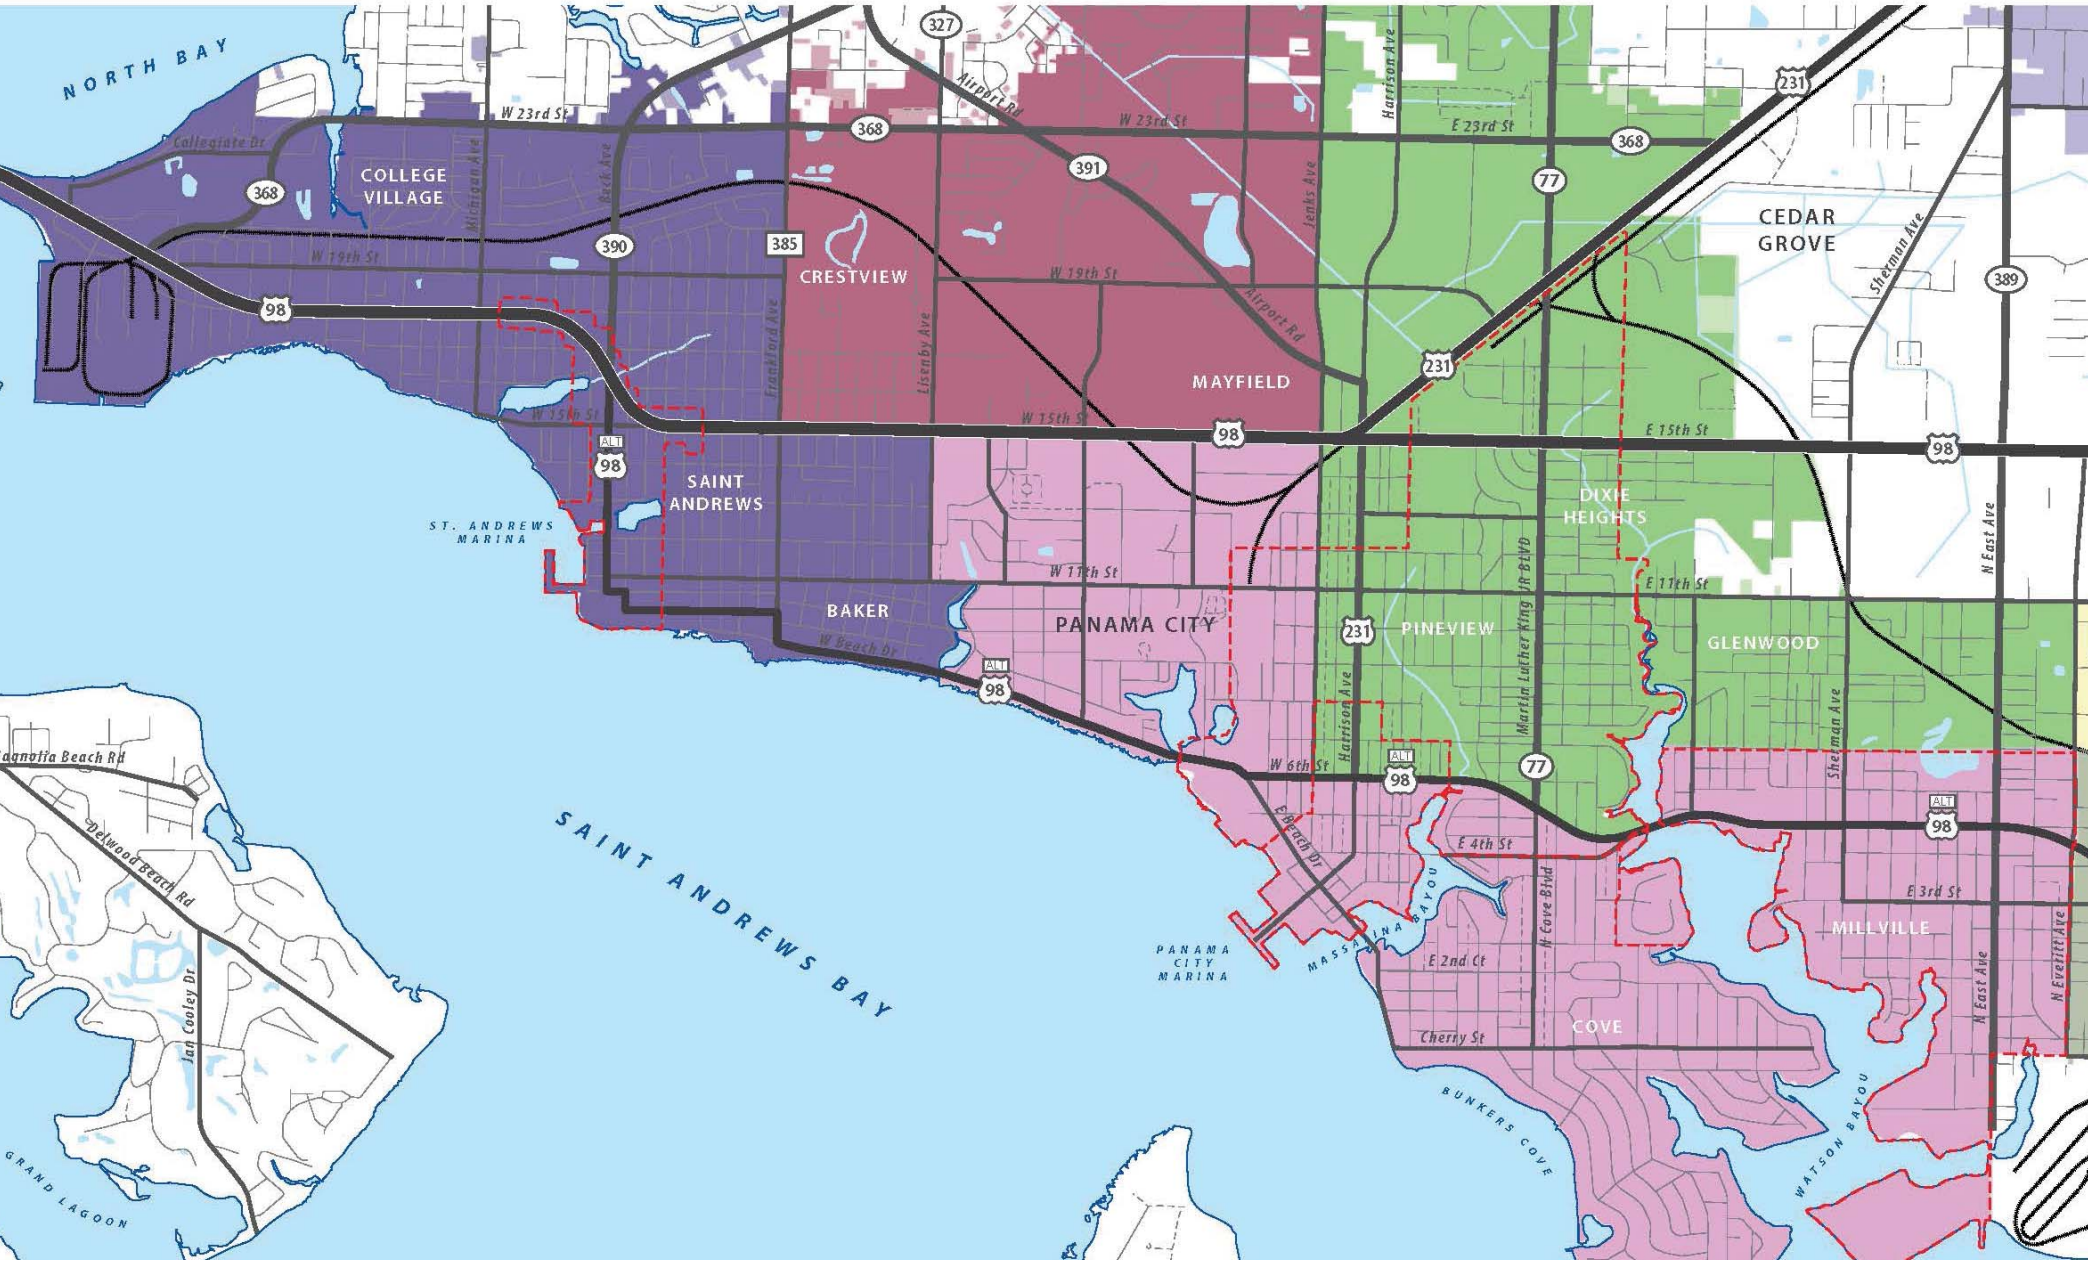 NORTH BAY
327
Airport Rd
Harrison Ave
231
W 23rd St
W 23rd St
E 23rd St
368
368
Collegiate Dr
COLLEGE
VILLAGE
368
Michigan Ave
Beck Ave
391
Jenks Ave
77
CEDAR
GROVE
Sherman Ave
390
385
W 19th St
CRESTVIEW
W 19th St
389
98
Airport Rd
Frankford Ave
Lisenby Ave
231
MAYFIELD
W 15th St
W 15th St
98
E 15th St
98
ALT
98
SAINT
ANDREWS
DIXIE
HEIGHTS
ST. ANDREWS
MARINA
N East Ave
Martin Luther King JR BLVD
W 11th St
E 11th St
BAKER
PANAMA CITY
231
PINEVIEW
GLENWOOD
W Beach Dr
ALT
98
Harrison Ave
Sherman Ave
agnolia Beach Rd
W 6th St
ALT
98
77
ALT
98
Delwood Beach Rd
SAINT ANDREWS BAY
E Beach Dr
E 4th St
E 3rd St
MILLVILLE
N Cove Blvd
MASSALINA BAYOU
PANAMA
CITY
MARINA
E 2nd Ct
N East Ave
N Everitt Ave
Jan Cooley Dr
COVE
Cherry St
BUNKERS COVE
WATSON BAYOU
GRAND LAGOON